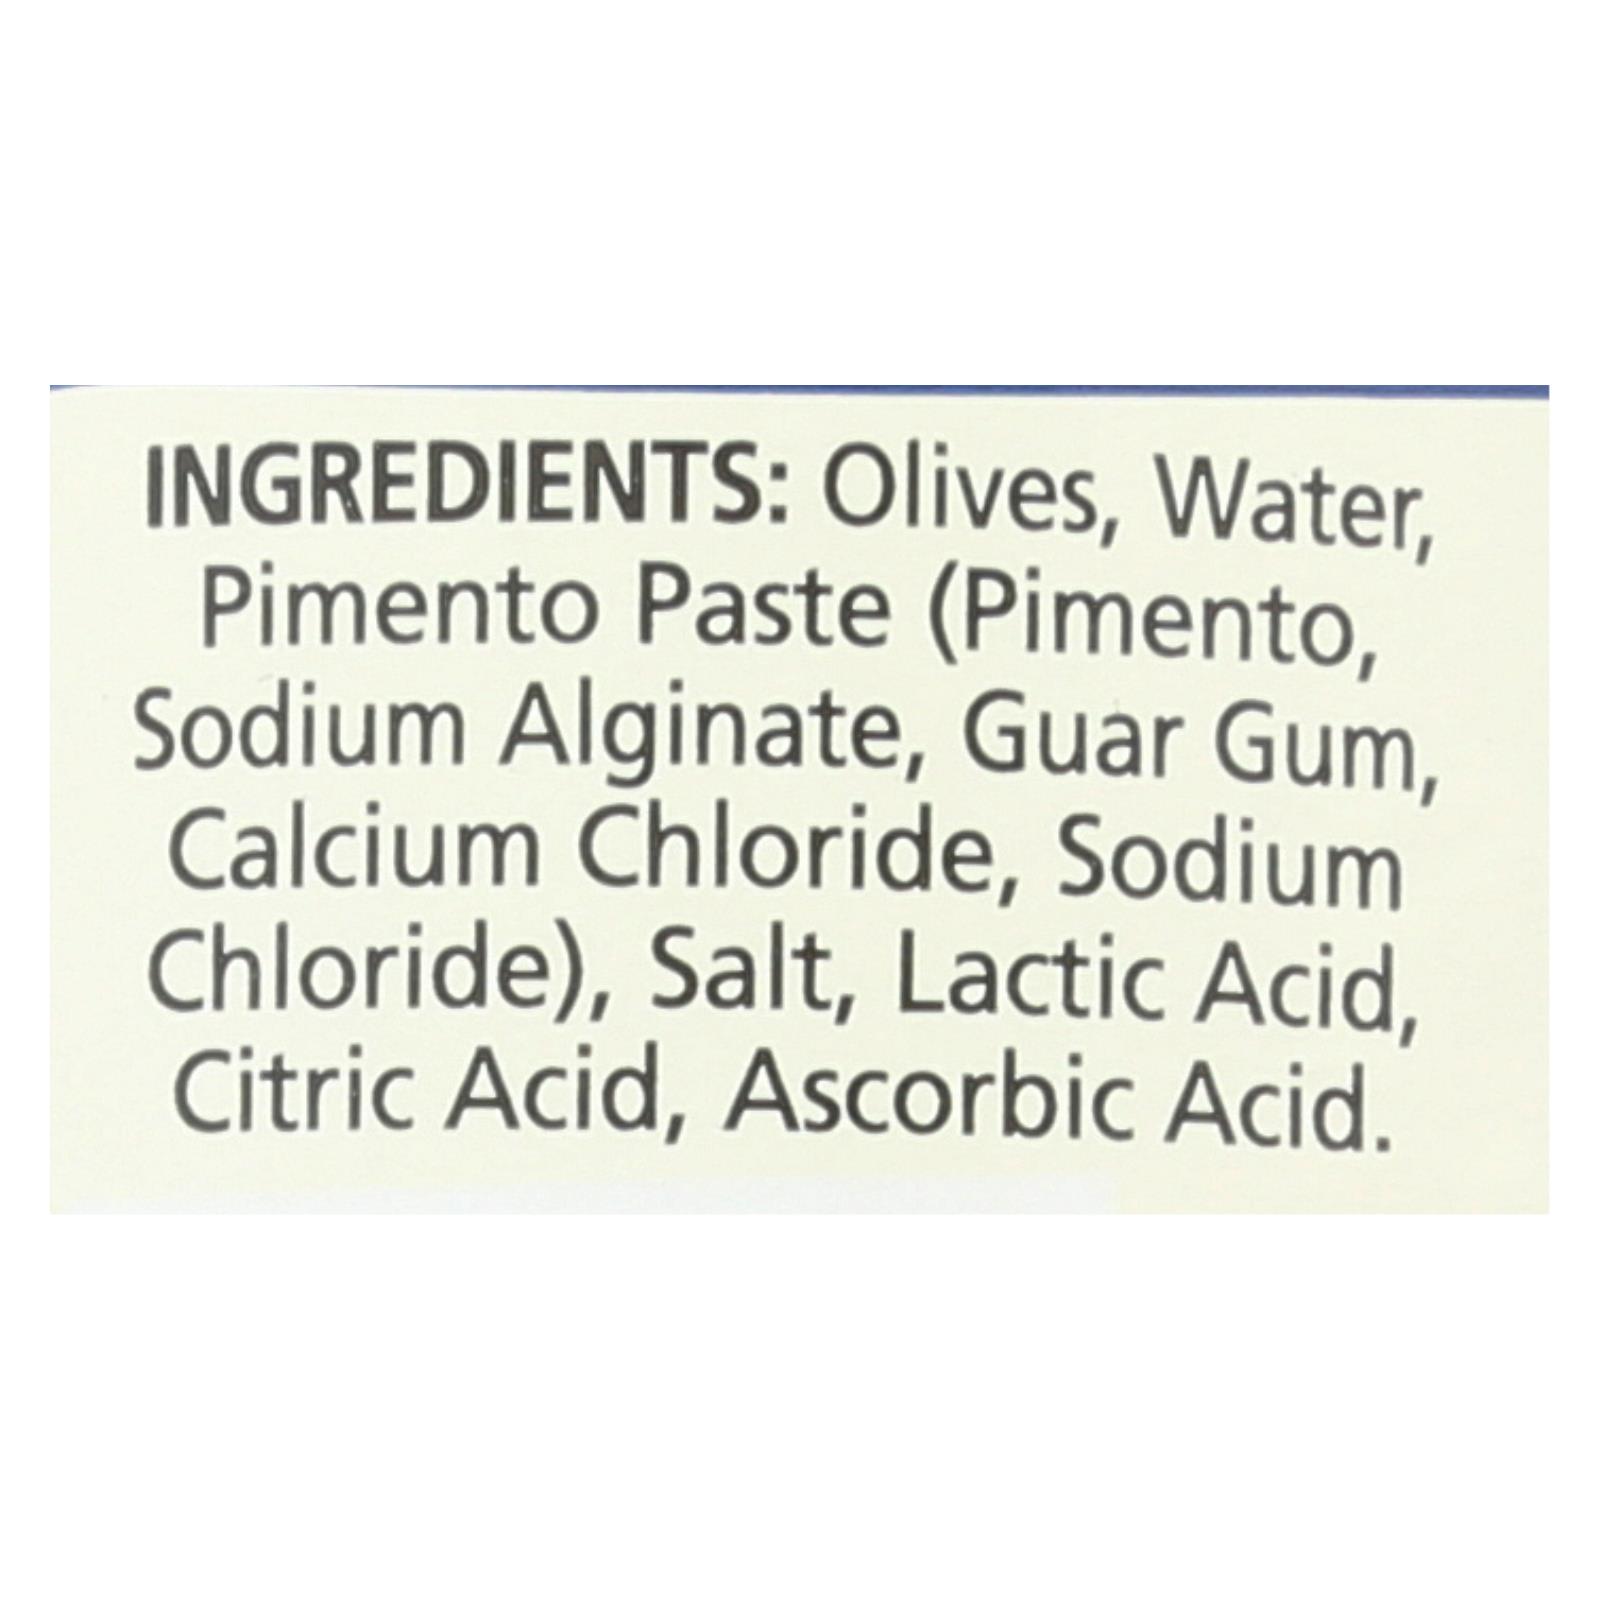 INGREDIENTS: Olives, Water,
Pimento Paste (Pimento,
Sodium Alginate, Guar Gum,
Calcium Chloride, Sodium
Chloride), Salt, Lactic Acid,
Citric Acid, Ascorbic Acid.